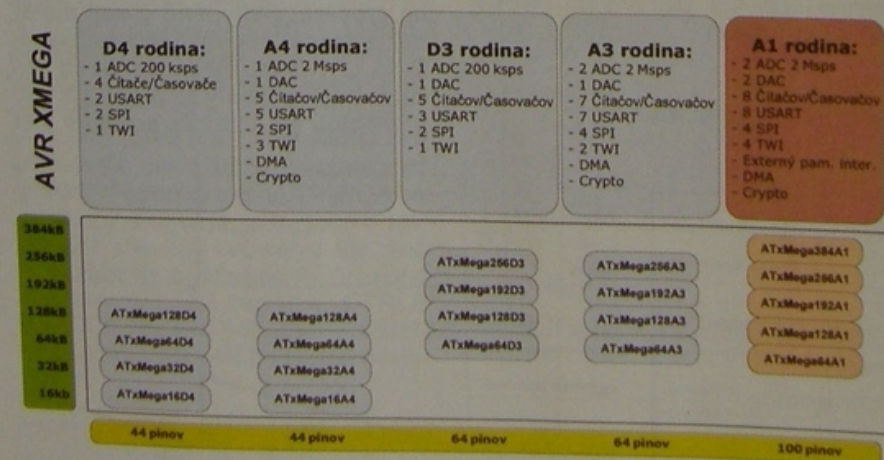 AVR XMEGA
D4 rodina:
- 1 ADC 200 ksps
- 4 Čítače/Časovače
- 2 USART
- 2 SPI
- 1 TWI
A4 rodina:
- 1 ADC 2 Msps
- 1 DAC
- 5 Čítačov/Časovačov
- 5 USART
- 2 SPI
- 3 TWI
- DMA
- Crypto
D3 rodina:
- 1 ADC 200 ksps
- 1 DAC
- 5 Čítačov/Časovačov
- 3 USART
- 2 SPI
- 1 TWI
A3 rodina:
- 2 ADC 2 Msps
- 1 DAC
- 7 Čítačov/Časovačov
- 7 USART
- 4 SPI
- 2 TWI
- DMA
- Crypto
A1 rodina:
- 2 ADC 2 Msps
- 2 DAC
- 8 Čítačov/Časovačov
- 8 USART
- 4 SPI
- 4 TWI
- Externý pam. inter.
- DMA
- Crypto
384kB
256kB
192kB
128kB
64kB
32kB
16kb
ATxMega128D4
ATxMega64D4
ATxMega32D4
ATxMega16D4
ATxMega128A4
ATxMega64A4
ATxMega32A4
ATxMega16A4
ATxMega256D3
ATxMega192D3
ATxMega128D3
ATxMega64D3
ATxMega256A3
ATxMega192A3
ATxMega128A3
ATxMega64A3
ATxMega384A1
ATxMega256A1
ATxMega192A1
ATxMega128A1
ATxMega64A1
44 pinov
44 pinov
64 pinov
64 pinov
100 pinov